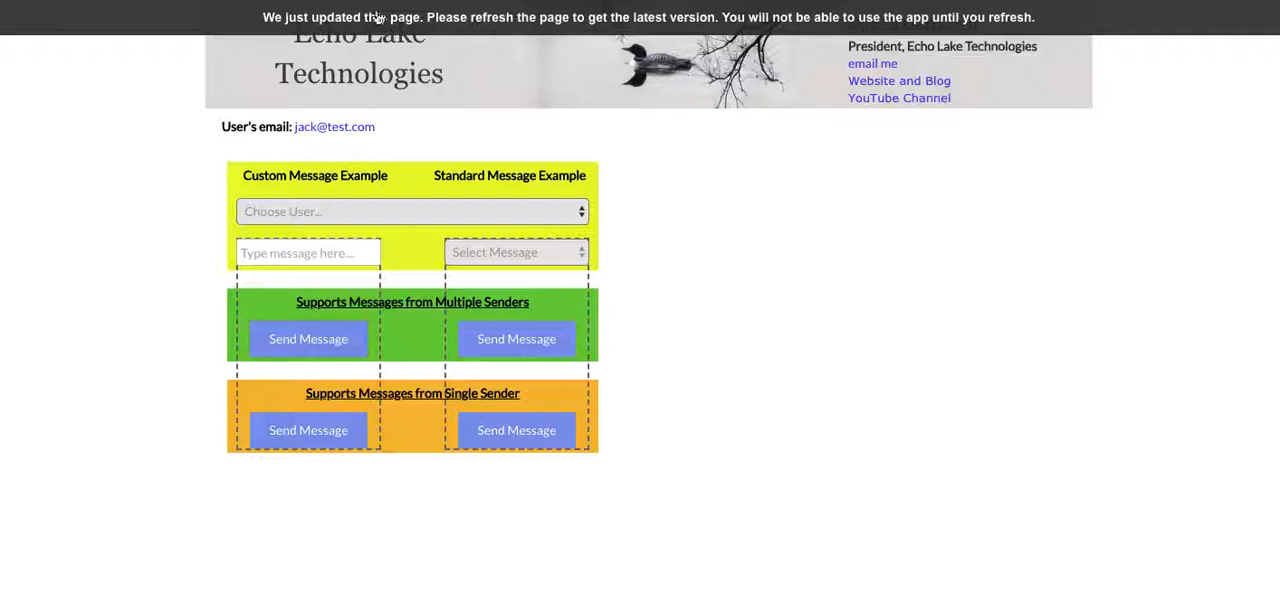 We just updated this page. Please refresh the page to get the latest version. You will not be able to use the app until you refresh.
Echo Lake
Technologies
President, Echo Lake Technologies
email me
Website and Blog
YouTube Channel
User's email: jack@test.com
Custom Message Example
Standard Message Example
Choose User...
Type message here....
Select Message
Supports Messages from Multiple Senders
Send Message
Send Message
Supports Messages from Single Sender
Send Message
Send Message